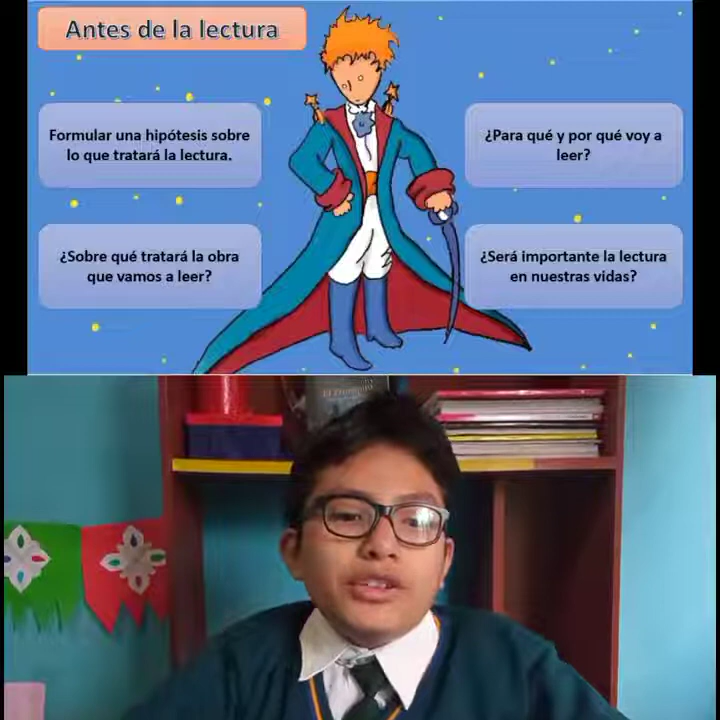 Antes de la lectura
Formular una hipótesis sobre
lo que tratará la lectura.
¿Para qué y por qué voy a
leer?
¿Sobre qué tratará la obra
que vamos a leer?
¿Será importante la lectura
en nuestras vidas?